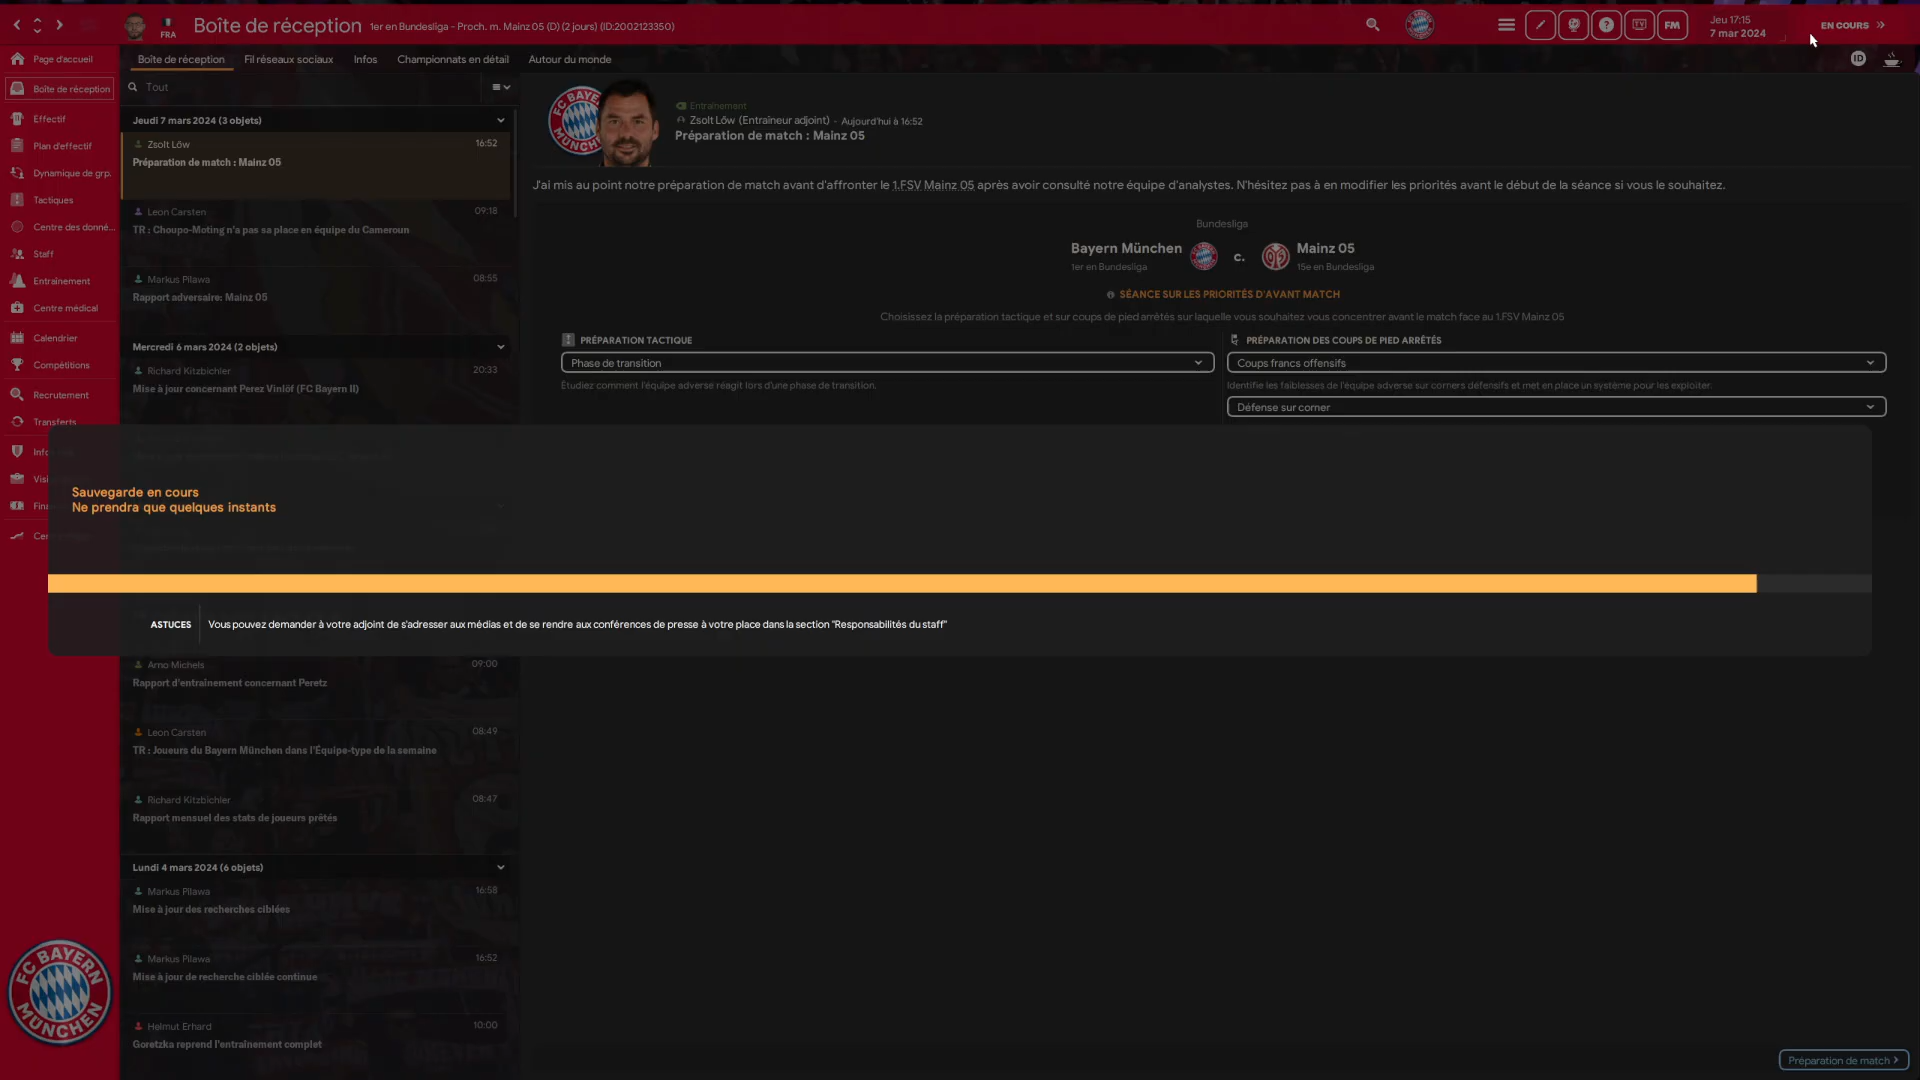 FRA
Boîte de réception
1er en Bundesliga - Proch. m. Mainz 05 (D) (2 jours) (ID:2002123350)
FM
Jeu 17:15
7 mar 2024
EN COURS
Page d'accueil
Boîte de réception
Effectif
Plan d'effectif
Dynamique de grp.
Tactiques
Centre des donné...
Staff
Entraînement
Centre médical
Calendrier
Compétitions
Recrutement
Transferts
Boîte de réception
Fil réseaux sociaux
Infos
Championnats en détail
Autour du monde
ID
Tout
Jeudi 7 mars 2024 (3 objets)
Zsolt Lőw
16:52
Préparation de match : Mainz 05
Leon Carsten
09:18
TR : Choupo-Moting n'a pas sa place en équipe du Cameroun
Markus Pilawa
08:55
Rapport adversaire: Mainz 05
Mercredi 6 mars 2024 (2 objets)
Richard Kitzbichler
20:33
Mise à jour concernant Perez Vinlöf (FC Bayern II)
Entraînement
Zsolt Lőw (Entraîneur adjoint) - Aujourd'hui à 16:52
Préparation de match : Mainz 05
J'ai mis au point notre préparation de match avant d'affronter le 1.FSV Mainz 05 après avoir consulté notre équipe d'analystes. N'hésitez pas à en modifier les priorités avant le début de la séance si vous le souhaitez.
Bundesliga
Bayern München
1er en Bundesliga
c.
Mainz 05
15e en Bundesliga
SÉANCE SUR LES PRIORITÉS D'AVANT MATCH
Choisissez la préparation tactique et sur coups de pied arrêtés sur laquelle vous souhaitez vous concentrer avant le match face au 1.FSV Mainz 05
PRÉPARATION TACTIQUE
Phase de transition
Étudiez comment l'équipe adverse réagit lors d'une phase de transition.
PRÉPARATION DES COUPS DE PIED ARRÊTÉS
Coups francs offensifs
Identifie les faiblesses de l'équipe adverse sur corners défensifs et met en place un système pour les exploiter.
Défense sur corner
Sauvegarde en cours
Ne prendra que quelques instants
ASTUCES
Vous pouvez demander à votre adjoint de s'adresser aux médias et de se rendre aux conférences de presse à votre place dans la section "Responsabilités du staff"
Arno Michels
09:00
Rapport d'entraînement concernant Peretz
Leon Carsten
08:49
TR : Joueurs du Bayern München dans l'Équipe-type de la semaine
Richard Kitzbichler
08:47
Rapport mensuel des stats de joueurs prêtés
Lundi 4 mars 2024 (6 objets)
Markus Pilawa
16:58
Mise à jour des recherches ciblées
Markus Pilawa
16:52
Mise à jour de recherche ciblée continue
Helmut Erhard
10:00
Goretzka reprend l'entraînement complet
FC BAYERN
MÜNCHEN
Préparation de match